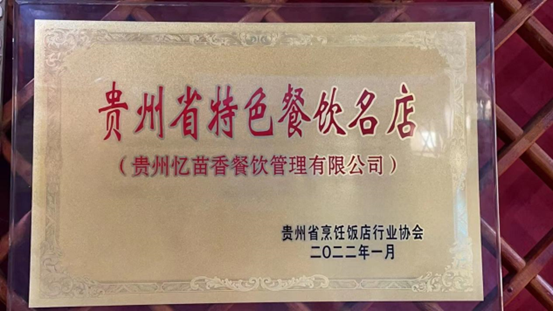 贵州省特色餐饮名店
（贵州忆苗香餐饮管理有限公司）
贵州省烹饪饭店行业协会
二〇二二年一月